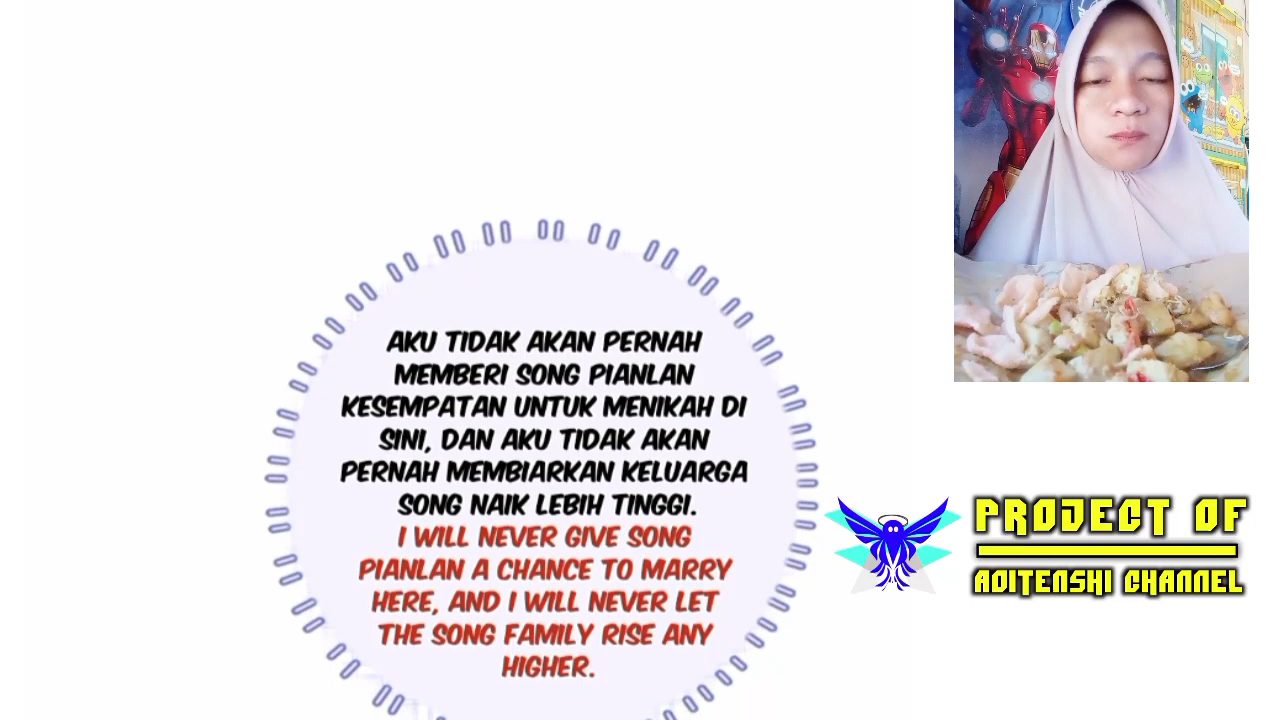 AKU TIDAK AKAN PERNAH
MEMBERI SONG PIANLAN
KESEMPATAN UNTUK MENIKAH DI
SINI, DAN AKU TIDAK AKAN
PERNAH MEMBIARKAN KELUARGA
SONG NAIK LEBIH TINGGI.
I WILL NEVER GIVE SONG
PIANLAN A CHANCE TO MARRY
HERE, AND I WILL NEVER LET
THE SONG FAMILY RISE ANY
HIGHER.
PROJECT OF
AOITENSHI CHANNEL